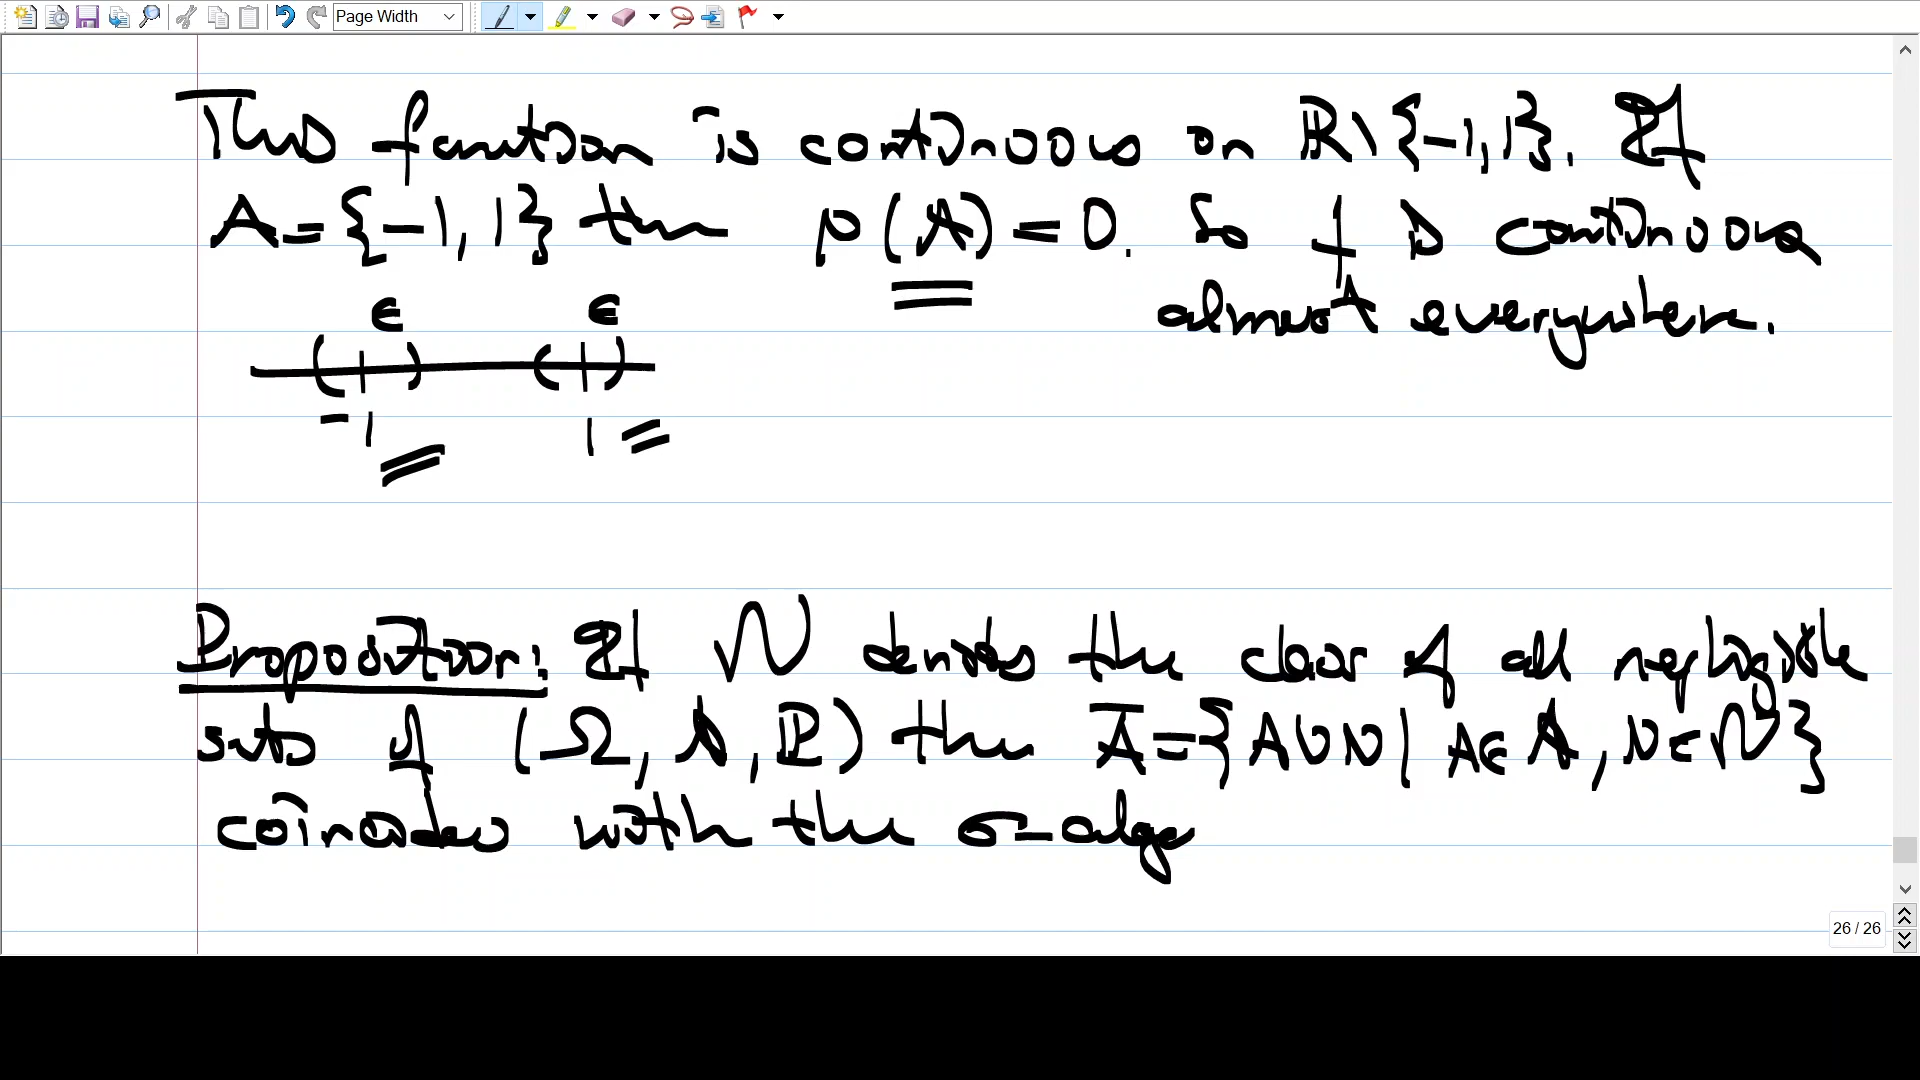 Page Width
This function is continuous on ℝ\{-1,1}. If
A={-1,1} then μ(A)=0. So f is continuous
almost everywhere.
ϵ ϵ
-1 1
Proposition: If 𝒩 denotes the class of all negligible
sets of (Ω, A, ℙ) then A̅={A∪N| A∈A, N∈𝒩}
coincides with the σ-alge
26 / 26